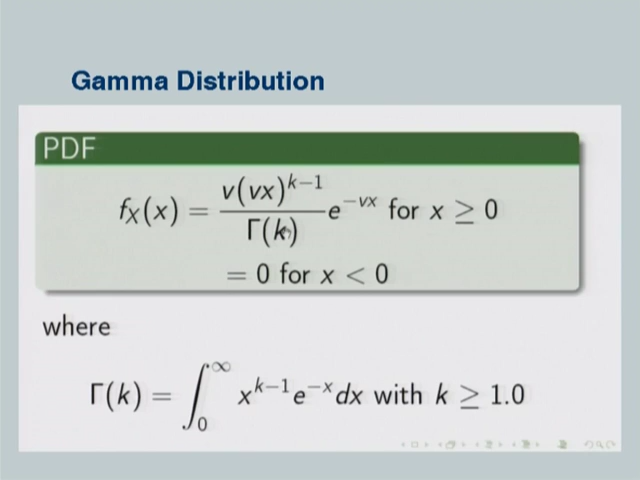 Gamma Distribution
PDF
f_X(x) = \frac{v(vx)^{k-1}}{Γ(k)} e^{-vx} for x ≥ 0
= 0 for x < 0
where
Γ(k) = ∫_0^∞ x^{k-1} e^{-x} dx with k ≥ 1.0